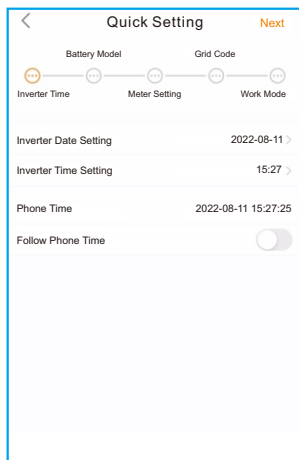 Quick Setting Next
Battery Model Grid Code
Inverter Time Meter Setting Work Mode
Inverter Date Setting 2022-08-11
Inverter Time Setting 15:27
Phone Time 2022-08-11 15:27:25
Follow Phone Time